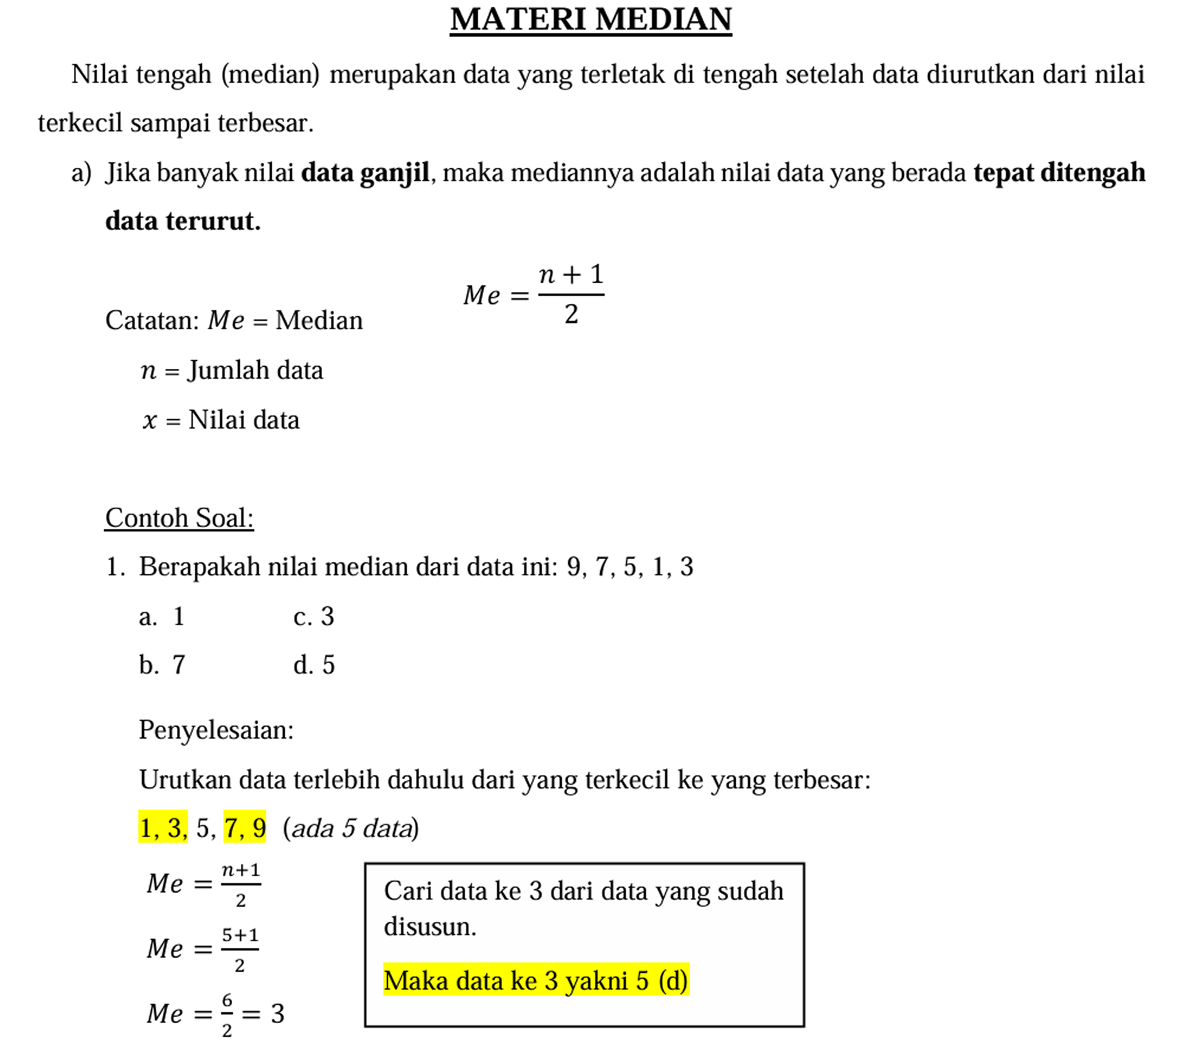 MATERI MEDIAN
Nilai tengah (median) merupakan data yang terletak di tengah setelah data diurutkan dari nilai
terkecil sampai terbesar.
a) Jika banyak nilai data ganjil, maka mediannya adalah nilai data yang berada tepat ditengah
data terurut.
Me = (n + 1)/2
Catatan: Me = Median
n = Jumlah data
x = Nilai data
Contoh Soal:
1. Berapakah nilai median dari data ini: 9, 7, 5, 1, 3
a. 1 c. 3
b. 7 d. 5
Penyelesaian:
Urutkan data terlebih dahulu dari yang terkecil ke yang terbesar:
1, 3, 5, 7, 9 (ada 5 data)
Me = (n+1)/2
Me = (5+1)/2
Me = 6/2 = 3
Cari data ke 3 dari data yang sudah
disusun.
Maka data ke 3 yakni 5 (d)